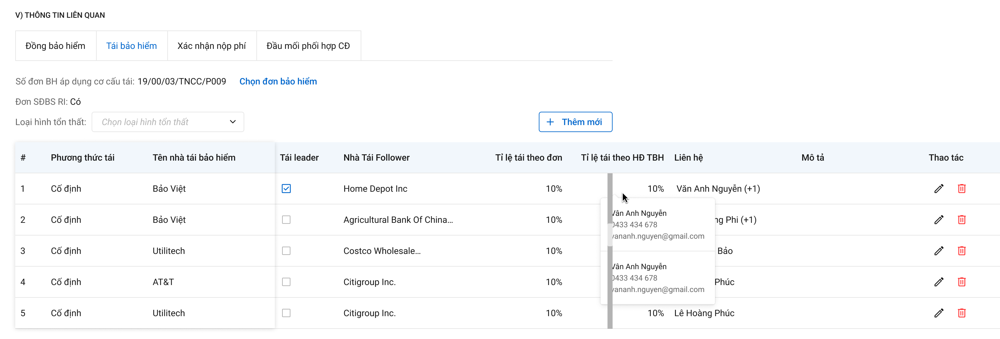 V) THÔNG TIN LIÊN QUAN
Đồng bảo hiểm Tái bảo hiểm Xác nhận nộp phí Đầu mối phối hợp CĐ
Số đơn BH áp dụng cơ cấu tái: 19/00/03/TNCC/P009 Chọn đơn bảo hiểm
Đơn SĐBS RI: Có
Loại hình tổn thất: Chọn loại hình tổn thất + Thêm mới
# Phương thức tái Tên nhà tái bảo hiểm Tái leader Nhà Tái Follower Tỉ lệ tái theo đơn Tỉ lệ tái theo HĐ TBH Liên hệ Mô tả Thao tác
1 Cố định Bảo Việt Home Depot Inc 10% 10% Văn Anh Nguyễn (+1)
Vân Anh Nguyễn
2 Cố định Bảo Việt Agricultural Bank Of China... 10% ng Phi (+1)
0433 434 678
vananh.nguyen@gmail.com
3 Cố định Utilitech Costco Wholesale... 10% Bảo
Vân Anh Nguyễn
0433 434 678
4 Cố định AT&T Citigroup Inc. 10% Phúc
vananh.nguyen@gmail.com
5 Cố định Utilitech Citigroup Inc. 10% 10% Lê Hoàng Phúc